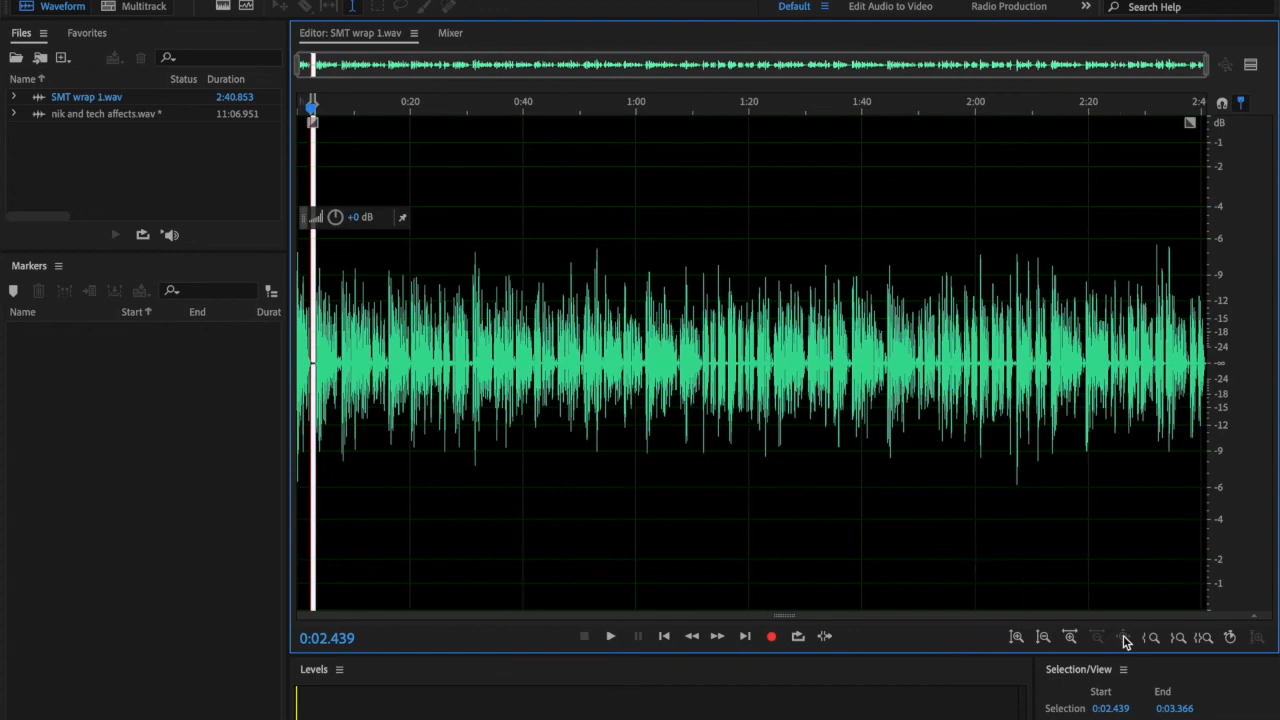 Waveform Multitrack Default Edit Audio to Video Radio Production » Search Help
Files Favorites
Editor: SMT wrap 1.wav Mixer
Name Status Duration
SMT wrap 1.wav 2:40.853
nik and tech affects.wav * 11:06.951
0:20 0:40 1:00 1:20 1:40 2:00 2:20 2:4
dB
-1
-2
-4
-6
-9
-12
-15
-18
-24
-∞
-24
-18
-15
-12
-9
-6
-4
-2
-1
+0 dB
Markers
Name Start End Durat
0:02.439
Levels
Selection/View
Start End
Selection 0:02.439 0:03.366